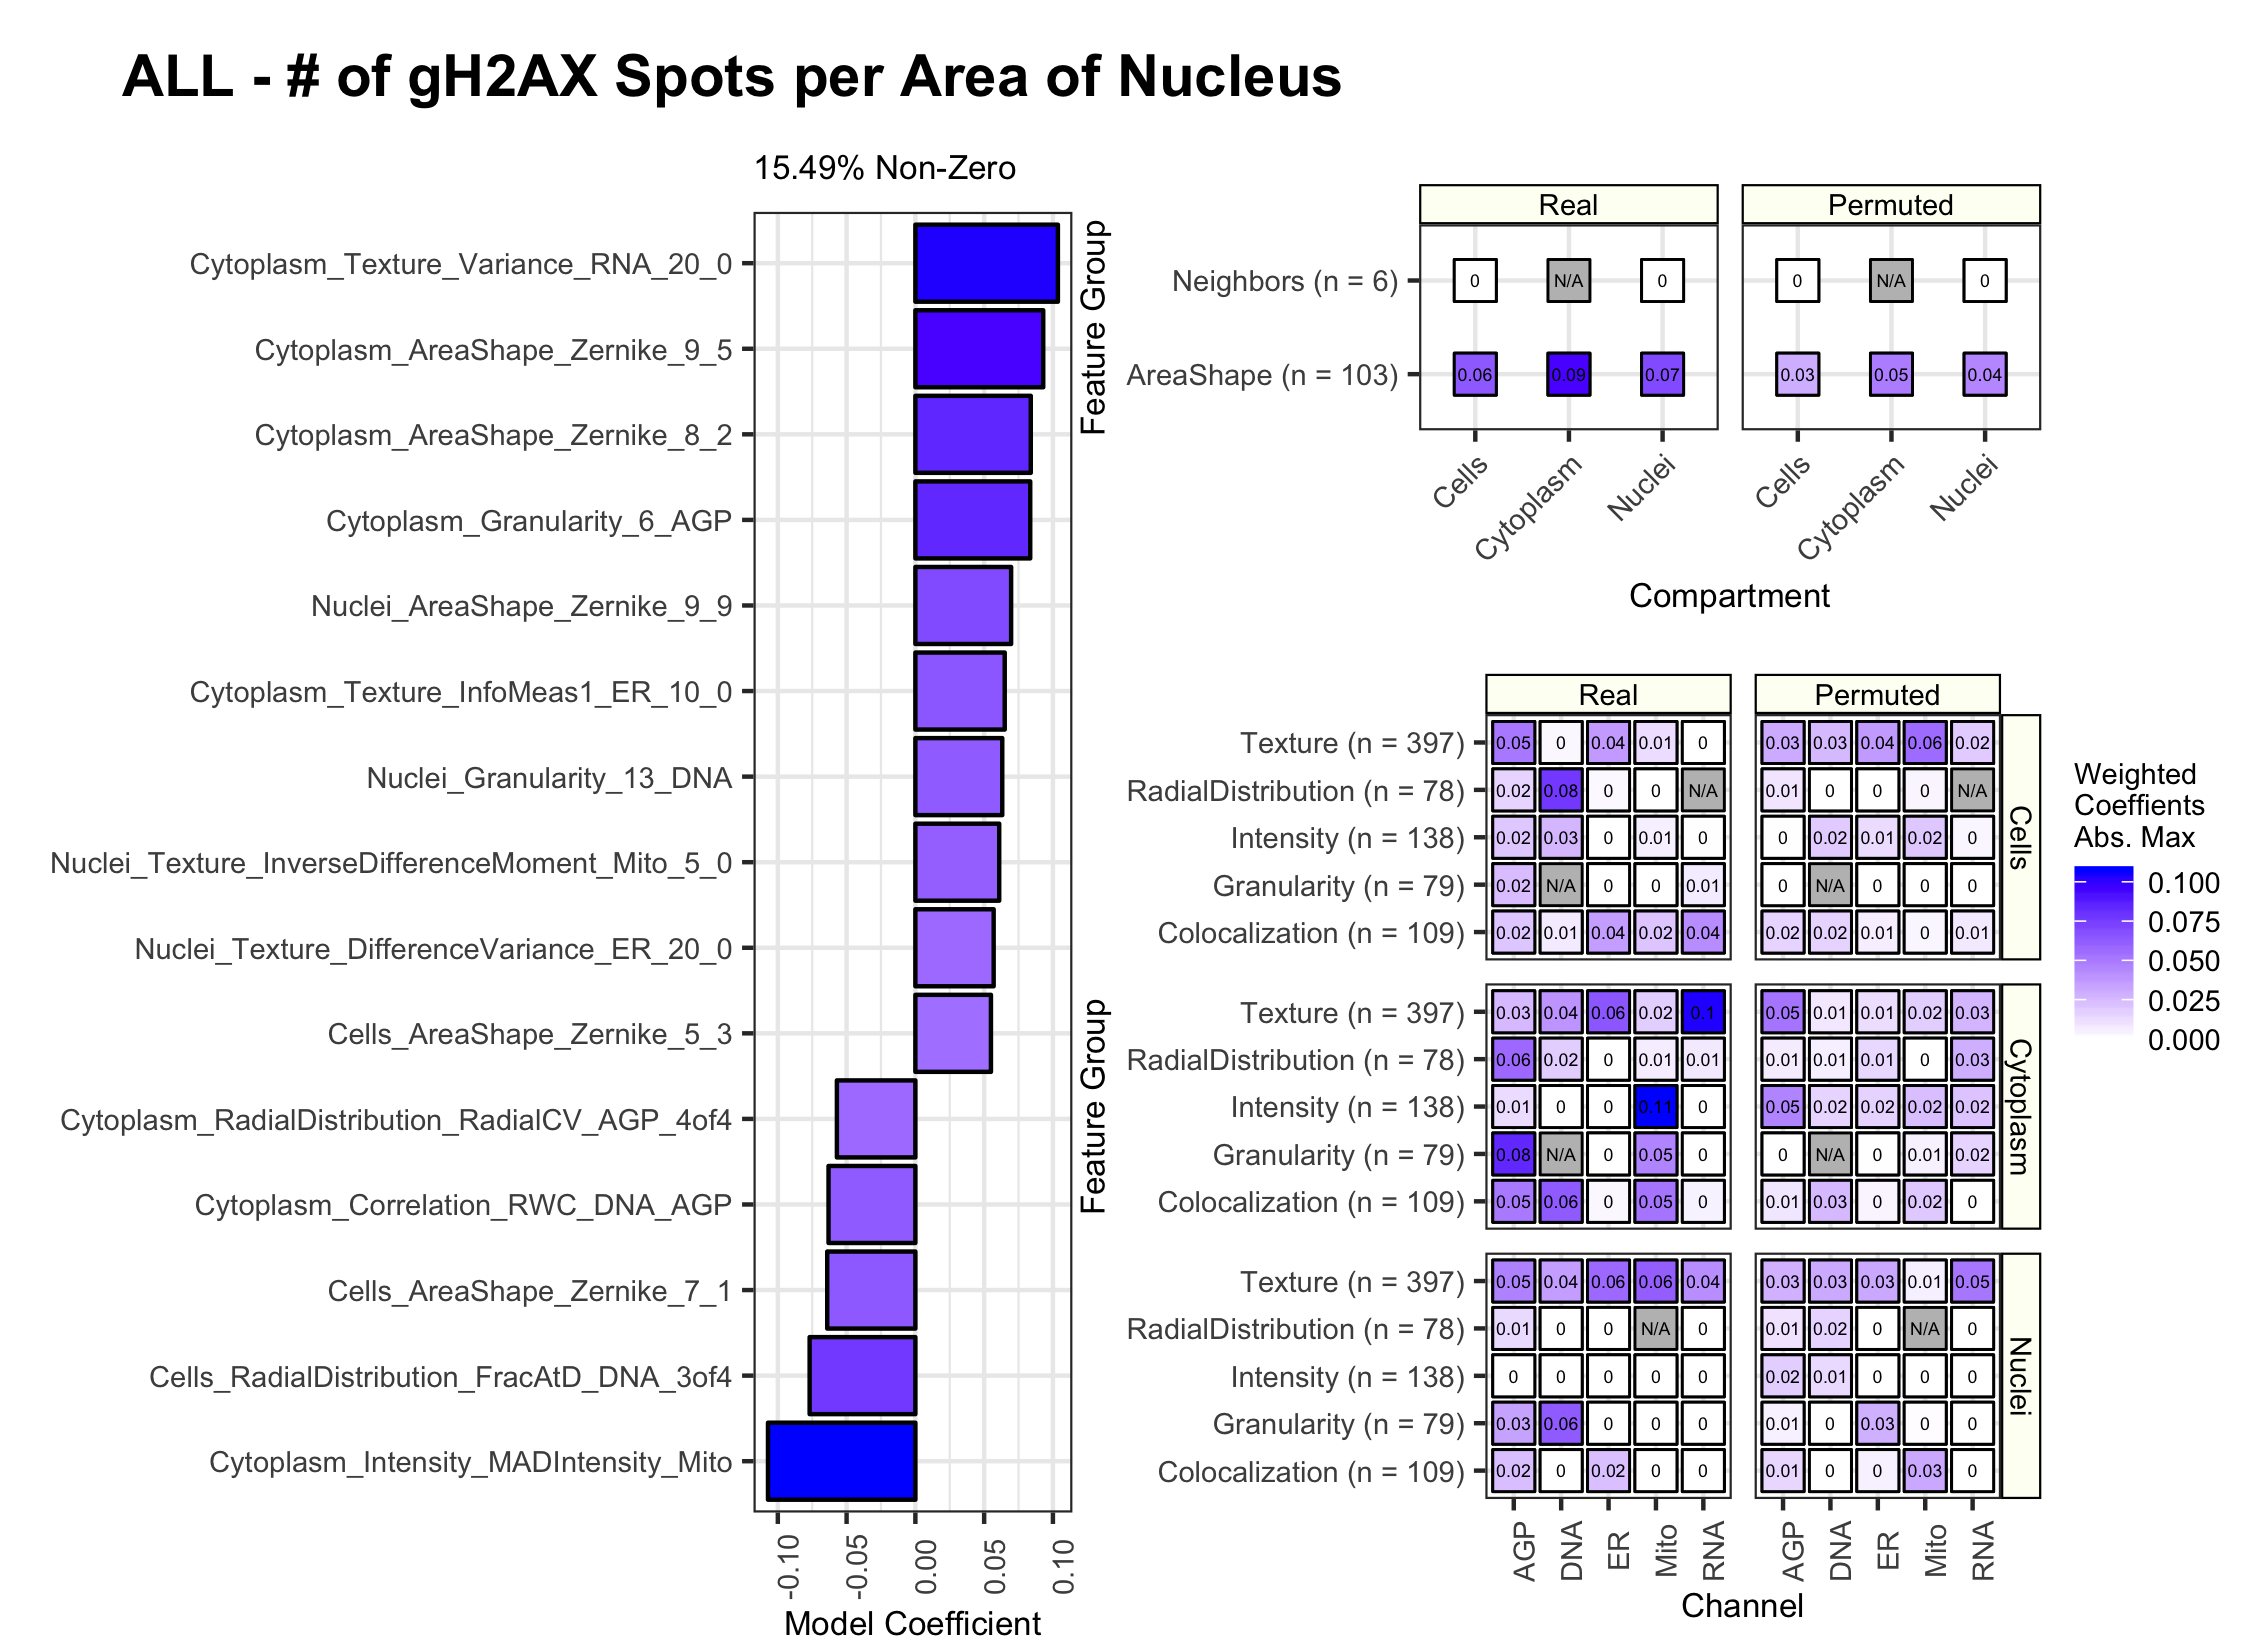 ALL - # of gH2AX Spots per Area of Nucleus
15.49% Non-Zero
Cytoplasm_Texture_Variance_RNA_20_0
Cytoplasm_AreaShape_Zernike_9_5
Cytoplasm_AreaShape_Zernike_8_2
Cytoplasm_Granularity_6_AGP
Nuclei_AreaShape_Zernike_9_9
Cytoplasm_Texture_InfoMeas1_ER_10_0
Nuclei_Granularity_13_DNA
Nuclei_Texture_InverseDifferenceMoment_Mito_5_0
Nuclei_Texture_DifferenceVariance_ER_20_0
Cells_AreaShape_Zernike_5_3
Cytoplasm_RadialDistribution_RadialCV_AGP_4of4
Cytoplasm_Correlation_RWC_DNA_AGP
Cells_AreaShape_Zernike_7_1
Cells_RadialDistribution_FracAtD_DNA_3of4
Cytoplasm_Intensity_MADIntensity_Mito
-0.10 -0.05 0.00 0.05 0.10
Model Coefficient
Feature Group
Real Permuted
Neighbors (n = 6) 0 N/A 0 0 N/A 0
AreaShape (n = 103) 0.06 0.09 0.07 0.03 0.05 0.04
Cells Cytoplasm Nuclei Cells Cytoplasm Nuclei
Compartment
Feature Group
Real Permuted
Texture (n = 397) 0.05 0 0.04 0.01 0 0.03 0.03 0.04 0.06 0.02
RadialDistribution (n = 78) 0.02 0.08 0 0 N/A 0.01 0 0 0 N/A
Intensity (n = 138) 0.02 0.03 0 0.01 0 0 0.02 0.01 0.02 0
Granularity (n = 79) 0.02 N/A 0 0 0.01 0 N/A 0 0 0
Colocalization (n = 109) 0.02 0.01 0.04 0.02 0.04 0.02 0.02 0.01 0 0.01
Cells
Texture (n = 397) 0.03 0.04 0.06 0.02 0.1 0.05 0.01 0.01 0.02 0.03
RadialDistribution (n = 78) 0.06 0.02 0 0.01 0.01 0.01 0.01 0.01 0 0.03
Intensity (n = 138) 0.01 0 0 0.11 0 0.05 0.02 0.02 0.02 0.02
Granularity (n = 79) 0.08 N/A 0 0.05 0 0 N/A 0 0.01 0.02
Colocalization (n = 109) 0.05 0.06 0 0.05 0 0.01 0.03 0 0.02 0
Cytoplasm
Texture (n = 397) 0.05 0.04 0.06 0.06 0.04 0.03 0.03 0.03 0.01 0.05
RadialDistribution (n = 78) 0.01 0 0 N/A 0 0.01 0.02 0 N/A 0
Intensity (n = 138) 0 0 0 0 0 0.02 0.01 0 0 0
Granularity (n = 79) 0.03 0.06 0 0 0 0.01 0 0.03 0 0
Colocalization (n = 109) 0.02 0 0.02 0 0 0.01 0 0 0.03 0
Nuclei
AGP DNA ER Mito RNA AGP DNA ER Mito RNA
Channel
Weighted
Coeffients
Abs. Max
0.100
0.075
0.050
0.025
0.000